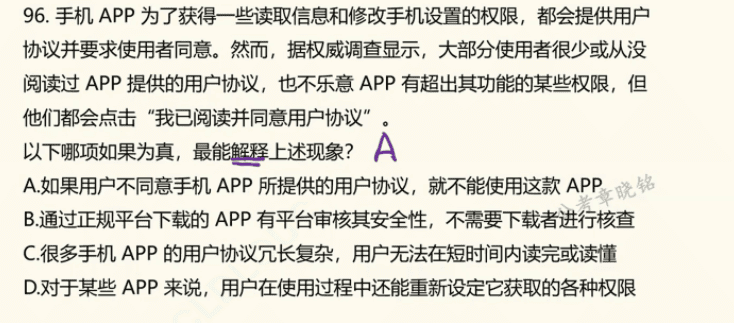 96. 手机 APP 为了获得一些读取信息和修改手机设置的权限，都会提供用户
协议并要求使用者同意。然而，据权威调查显示，大部分使用者很少或从没
阅读过 APP 提供的用户协议，也不乐意 APP 有超出其功能的某些权限，但
他们都会点击“我已阅读并同意用户协议”。
以下哪项如果为真，最能解释上述现象？ A
A.如果用户不同意手机 APP 所提供的用户协议，就不能使用这款 APP
B.通过正规平台下载的 APP 有平台审核其安全性，不需要下载者进行核查
C.很多手机 APP 的用户协议冗长复杂，用户无法在短时间内读完或读懂
D.对于某些 APP 来说，用户在使用过程中还能重新设定它获取的各种权限
考章晓铭